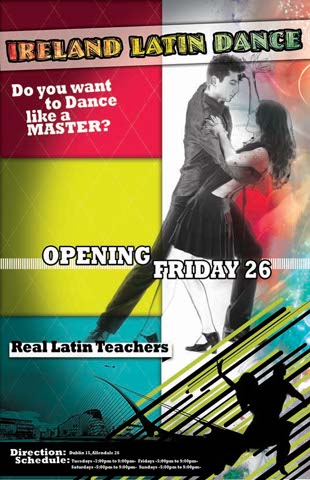 IRELAND LATIN DANCE
Do you want
to Dance
like a
MASTER?
OPENING
FRIDAY 26
Real Latin Teachers
Direction: Dublin 15, Allendale 26
Schedule: Tuesdays -7:00pm to 9:00pm- Fridays -5:00pm to 9:00pm-
Saturdays -5:00pm to 9:00pm- Sundays -5:00pm to 9:00pm-